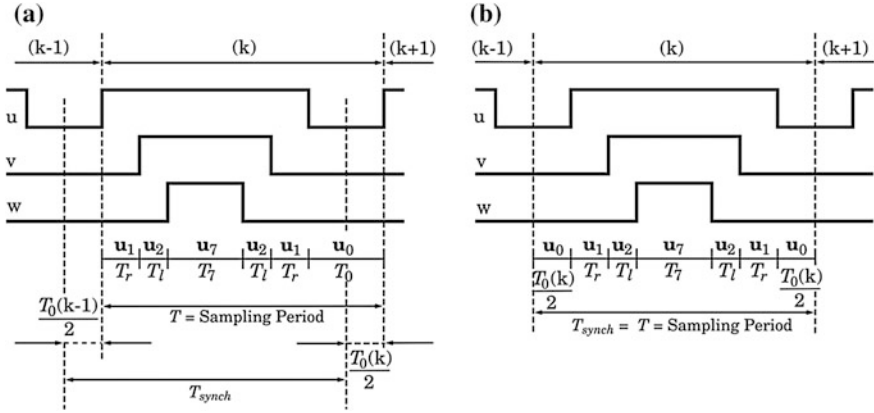 (a)
(k-1) (k) (k+1)
u
v
w
u₁ u₂ u₇ u₂ u₁ u₀
Tᵣ Tₗ T₇ Tₗ Tᵣ T₀
T₀(k-1)
2
T = Sampling Period
T₀(k)
2
Tsynch
(b)
(k-1) (k) (k+1)
u
v
w
u₀ u₁ u₂ u₇ u₂ u₁ u₀
T₀(k)
2
Tᵣ Tₗ T₇ Tₗ Tᵣ
T₀(k)
2
Tsynch = T = Sampling Period